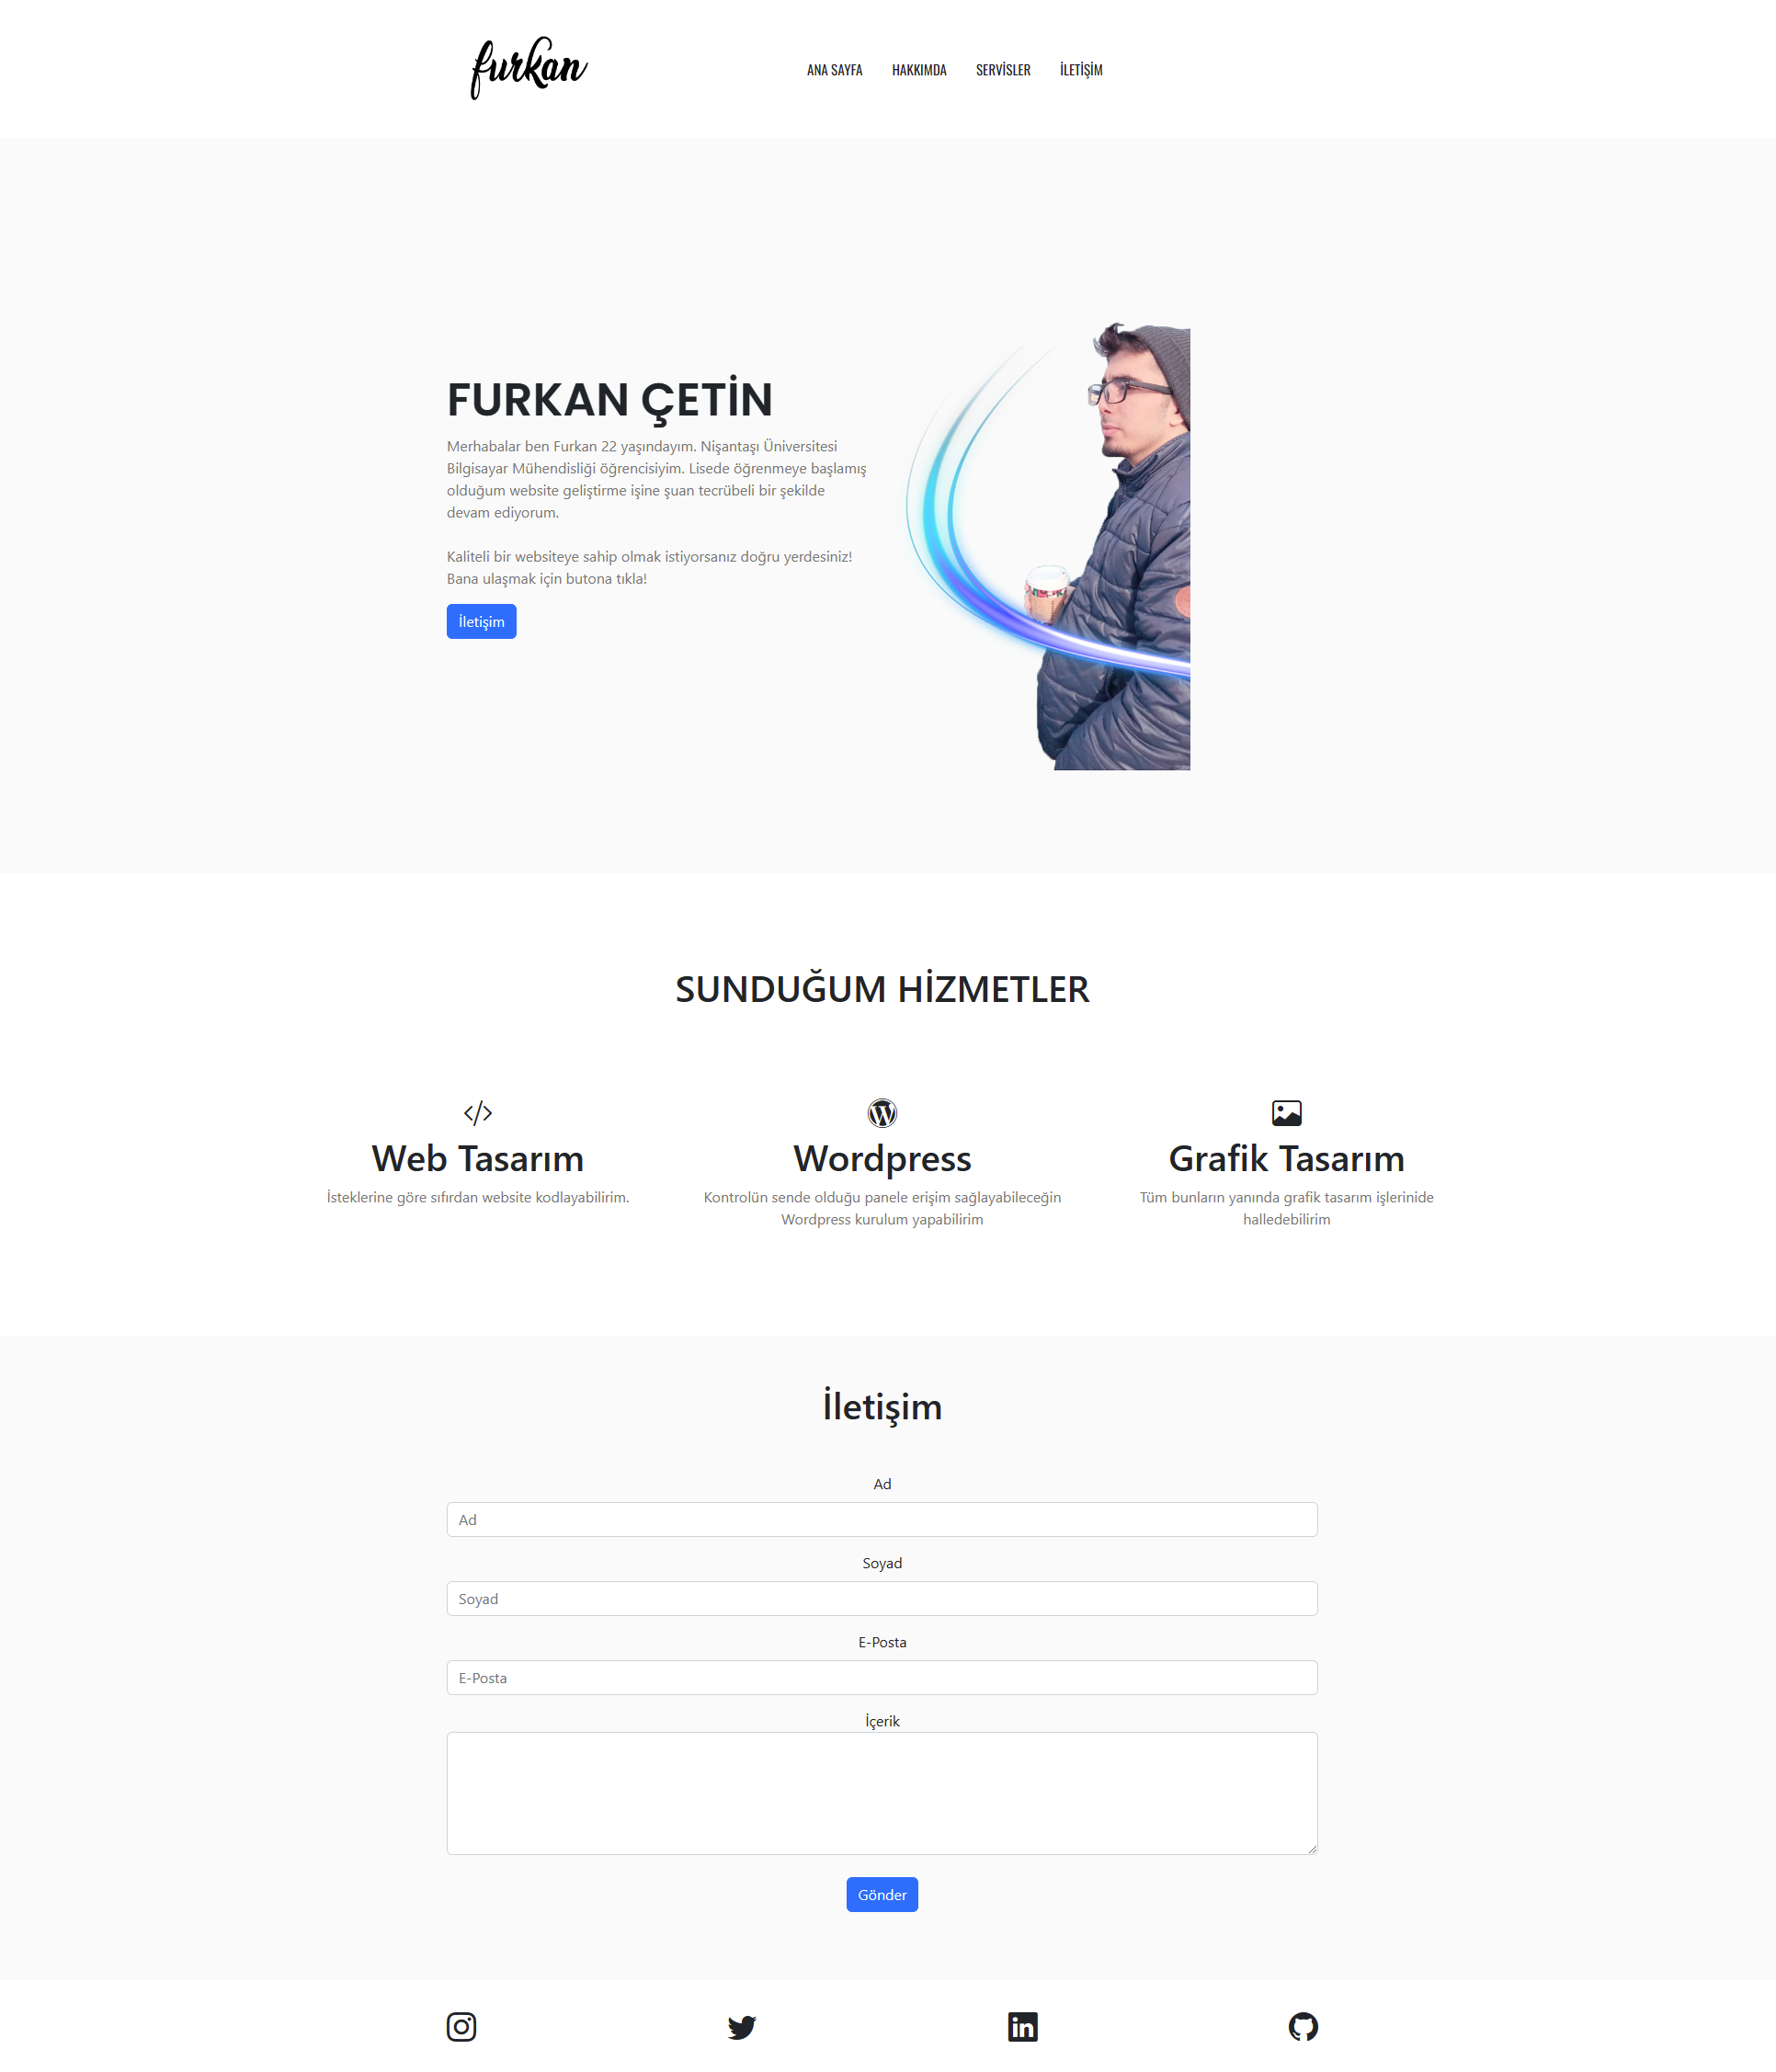 furkan
ANA SAYFA HAKKIMDA SERVİSLER İLETİŞİM
FURKAN ÇETİN
Merhabalar ben Furkan 22 yaşındayım. Nişantaşı Üniversitesi
Bilgisayar Mühendisliği öğrencisiyim. Lisede öğrenmeye başlamış
olduğum website geliştirme işine şuan tecrübeli bir şekilde
devam ediyorum.
Kaliteli bir websiteye sahip olmak istiyorsanız doğru yerdesiniz!
Bana ulaşmak için butona tıkla!
İletişim
SUNDUĞUM HİZMETLER
Web Tasarım
İsteklerine göre sıfırdan website kodlayabilirim.
Wordpress
Kontrolün sende olduğu panele erişim sağlayabileceğin
Wordpress kurulum yapabilirim
Grafik Tasarım
Tüm bunların yanında grafik tasarım işlerinide
halledebilirim
İletişim
Ad
Ad
Soyad
Soyad
E-Posta
E-Posta
İçerik
Gönder